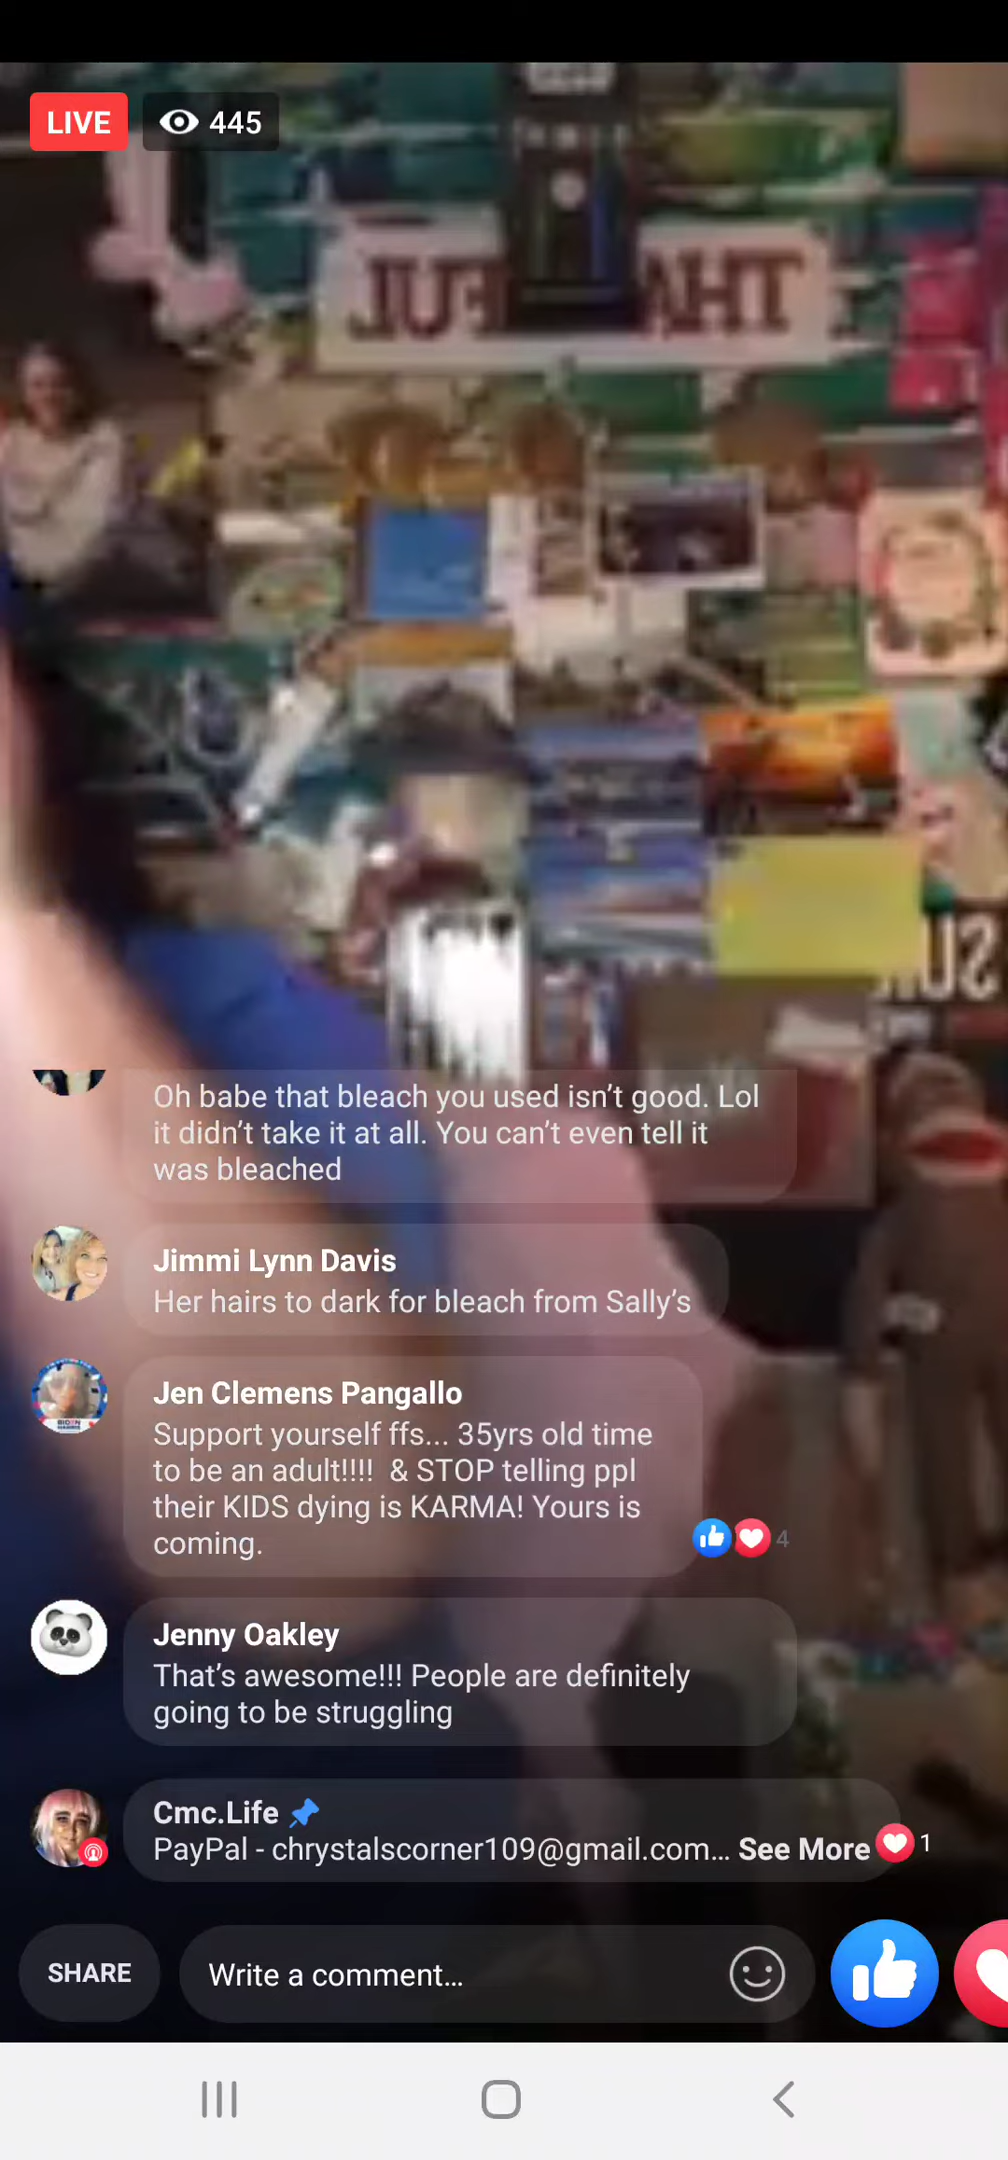 LIVE 445
Oh babe that bleach you used isn't good. Lol
it didn't take it at all. You can't even tell it
was bleached
Jimmi Lynn Davis
Her hairs to dark for bleach from Sally's
Jen Clemens Pangallo
Support yourself ffs... 35yrs old time
to be an adult!!!! & STOP telling ppl
their KIDS dying is KARMA! Yours is
coming.
4
Jenny Oakley
That's awesome!!! People are definitely
going to be struggling
Cmc.Life
PayPal - chrystalscorner109@gmail.com... See More 1
SHARE Write a comment...